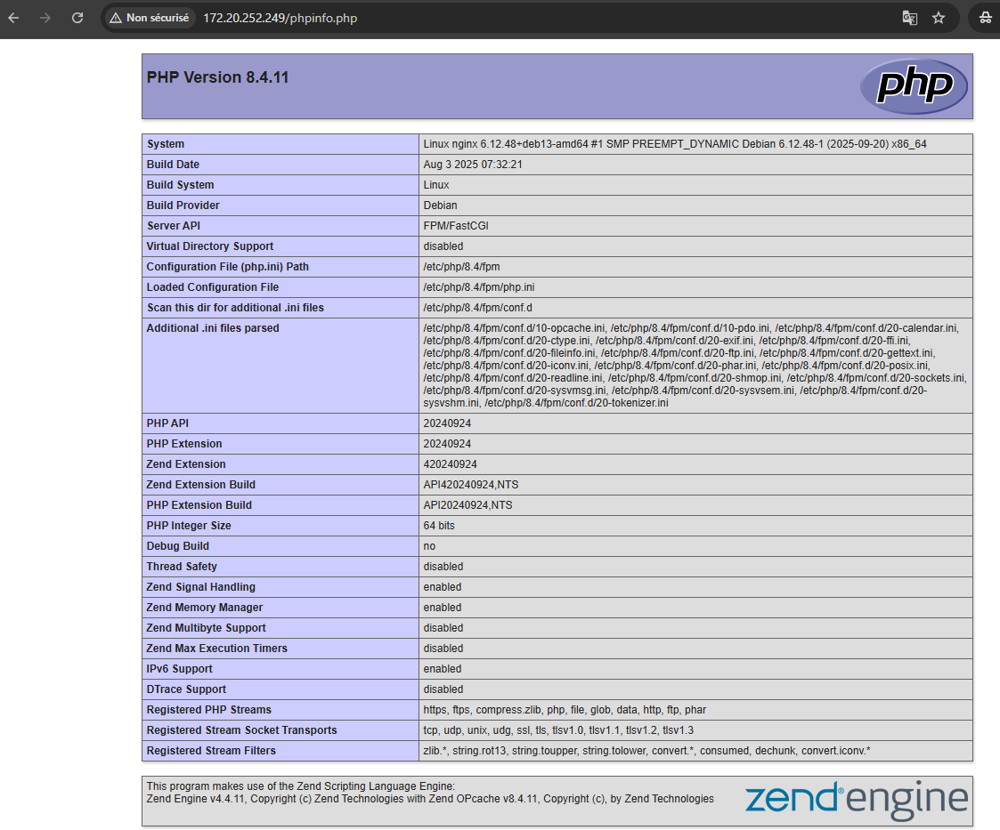 Non sécurisé 172.20.252.249/phpinfo.php
PHP Version 8.4.11
php
System Linux nginx 6.12.48+deb13-amd64 #1 SMP PREEMPT_DYNAMIC Debian 6.12.48-1 (2025-09-20) x86_64
Build Date Aug 3 2025 07:32:21
Build System Linux
Build Provider Debian
Server API FPM/FastCGI
Virtual Directory Support disabled
Configuration File (php.ini) Path /etc/php/8.4/fpm
Loaded Configuration File /etc/php/8.4/fpm/php.ini
Scan this dir for additional .ini files /etc/php/8.4/fpm/conf.d
Additional .ini files parsed /etc/php/8.4/fpm/conf.d/10-opcache.ini, /etc/php/8.4/fpm/conf.d/10-pdo.ini, /etc/php/8.4/fpm/conf.d/20-calendar.ini,
/etc/php/8.4/fpm/conf.d/20-ctype.ini, /etc/php/8.4/fpm/conf.d/20-exif.ini, /etc/php/8.4/fpm/conf.d/20-ffi.ini,
/etc/php/8.4/fpm/conf.d/20-fileinfo.ini, /etc/php/8.4/fpm/conf.d/20-ftp.ini, /etc/php/8.4/fpm/conf.d/20-gettext.ini,
/etc/php/8.4/fpm/conf.d/20-iconv.ini, /etc/php/8.4/fpm/conf.d/20-phar.ini, /etc/php/8.4/fpm/conf.d/20-posix.ini,
/etc/php/8.4/fpm/conf.d/20-readline.ini, /etc/php/8.4/fpm/conf.d/20-shmop.ini, /etc/php/8.4/fpm/conf.d/20-sockets.ini,
/etc/php/8.4/fpm/conf.d/20-sysvmsg.ini, /etc/php/8.4/fpm/conf.d/20-sysvsem.ini, /etc/php/8.4/fpm/conf.d/20-
sysvshm.ini, /etc/php/8.4/fpm/conf.d/20-tokenizer.ini
PHP API 20240924
PHP Extension 20240924
Zend Extension 420240924
Zend Extension Build API420240924,NTS
PHP Extension Build API20240924,NTS
PHP Integer Size 64 bits
Debug Build no
Thread Safety disabled
Zend Signal Handling enabled
Zend Memory Manager enabled
Zend Multibyte Support disabled
Zend Max Execution Timers disabled
IPv6 Support enabled
DTrace Support disabled
Registered PHP Streams https, ftps, compress.zlib, php, file, glob, data, http, ftp, phar
Registered Stream Socket Transports tcp, udp, unix, udg, ssl, tls, tlsv1.0, tlsv1.1, tlsv1.2, tlsv1.3
Registered Stream Filters zlib.*, string.rot13, string.toupper, string.tolower, convert.*, consumed, dechunk, convert.iconv.*
This program makes use of the Zend Scripting Language Engine:
Zend Engine v4.4.11, Copyright (c) Zend Technologies with Zend OPcache v8.4.11, Copyright (c), by Zend Technologies
zend® engine